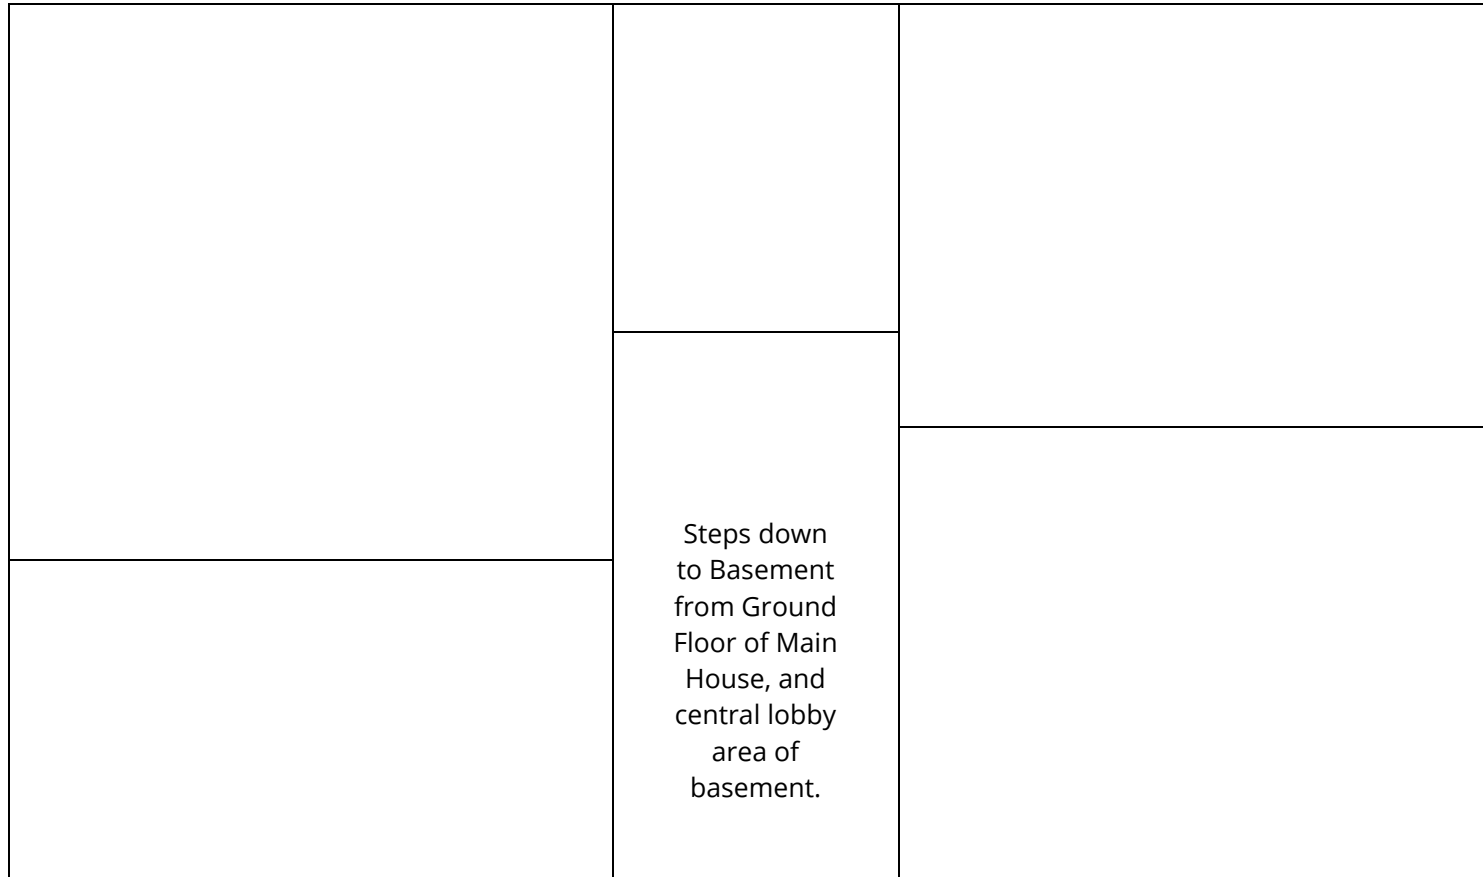 Steps down
to Basement
from Ground
Floor of Main
House, and
central lobby
area of
basement.